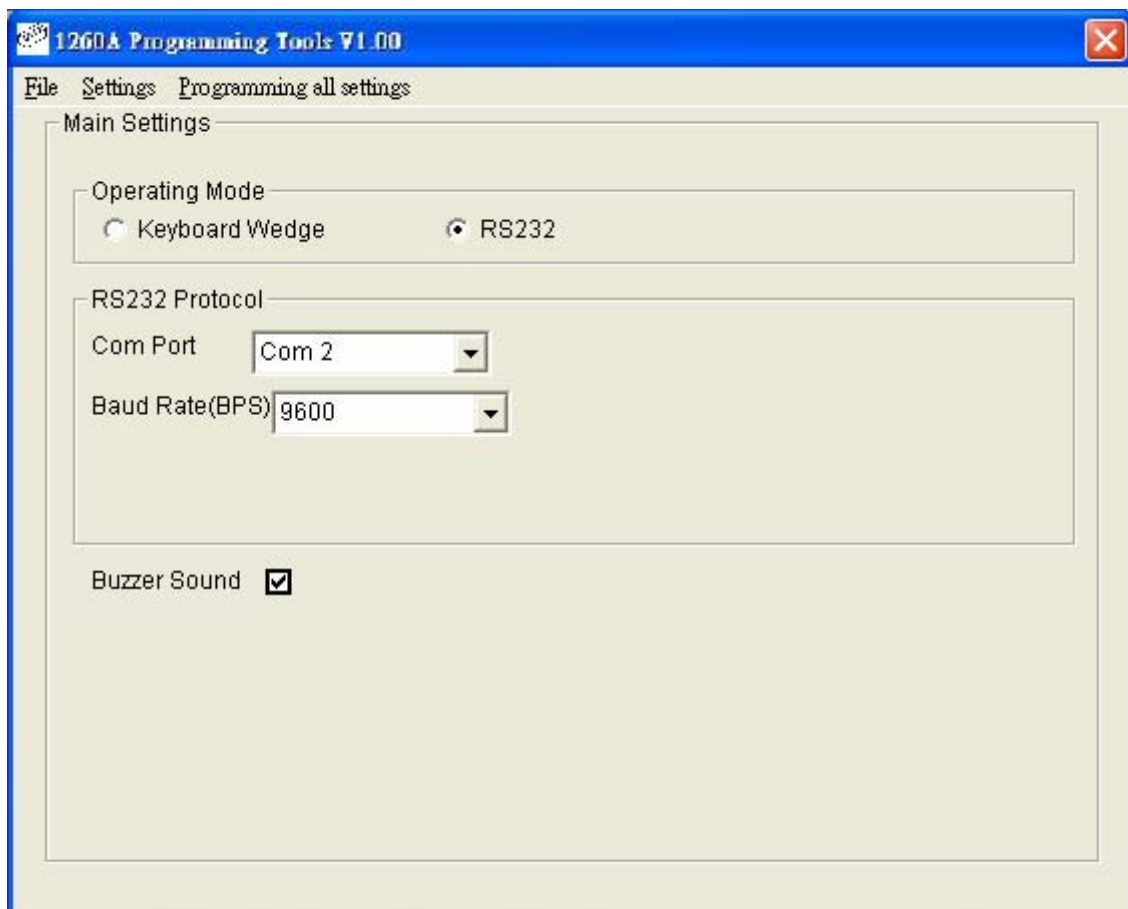 1260A Programming Tools V1.00
File Settings Programming all settings
Main Settings
Operating Mode
Keyboard Wedge RS232
RS232 Protocol
Com Port Com 2
Baud Rate(BPS) 9600
Buzzer Sound